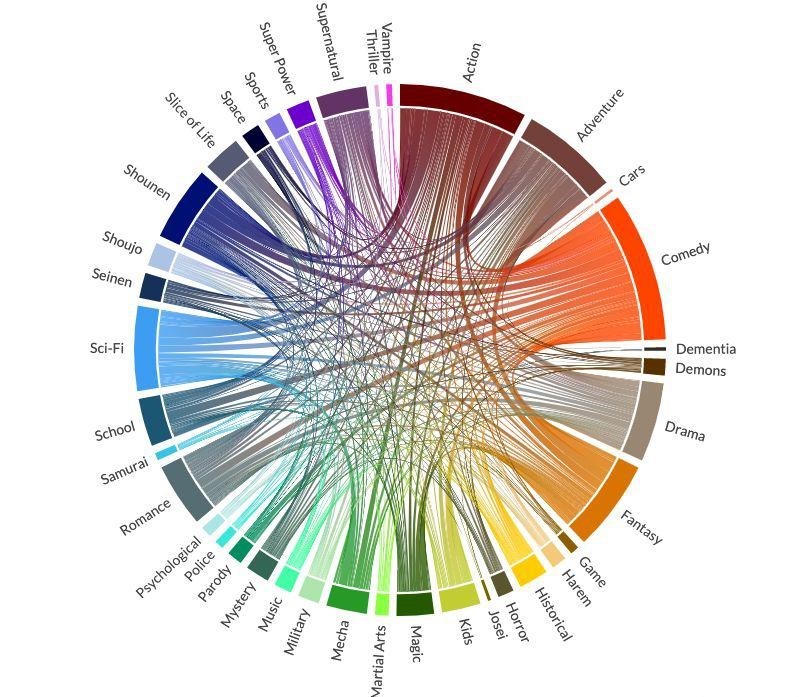 Action
Adventure
Cars
Comedy
Dementia
Demons
Drama
Fantasy
Game
Harem
Historical
Horror
Josei
Kids
Magic
Martial Arts
Mecha
Military
Music
Mystery
Parody
Police
Psychological
Romance
Samurai
School
Sci-Fi
Seinen
Shoujo
Shounen
Slice of Life
Space
Sports
Super Power
Supernatural
Thriller
Vampire